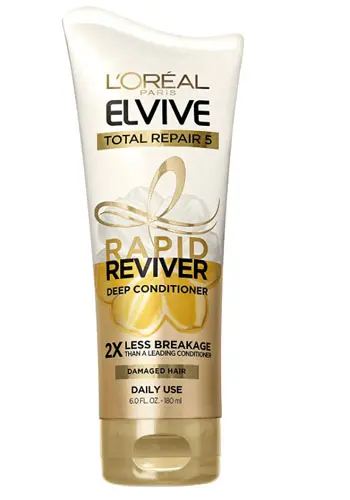 L'ORÉAL
PARIS
ELVIVE
TOTAL REPAIR 5
RAPID
REVIVER
DEEP CONDITIONER
2X LESS BREAKAGE
THAN A LEADING CONDITIONER
DAMAGED HAIR
DAILY USE
6.0 FL. OZ. - 180 ml